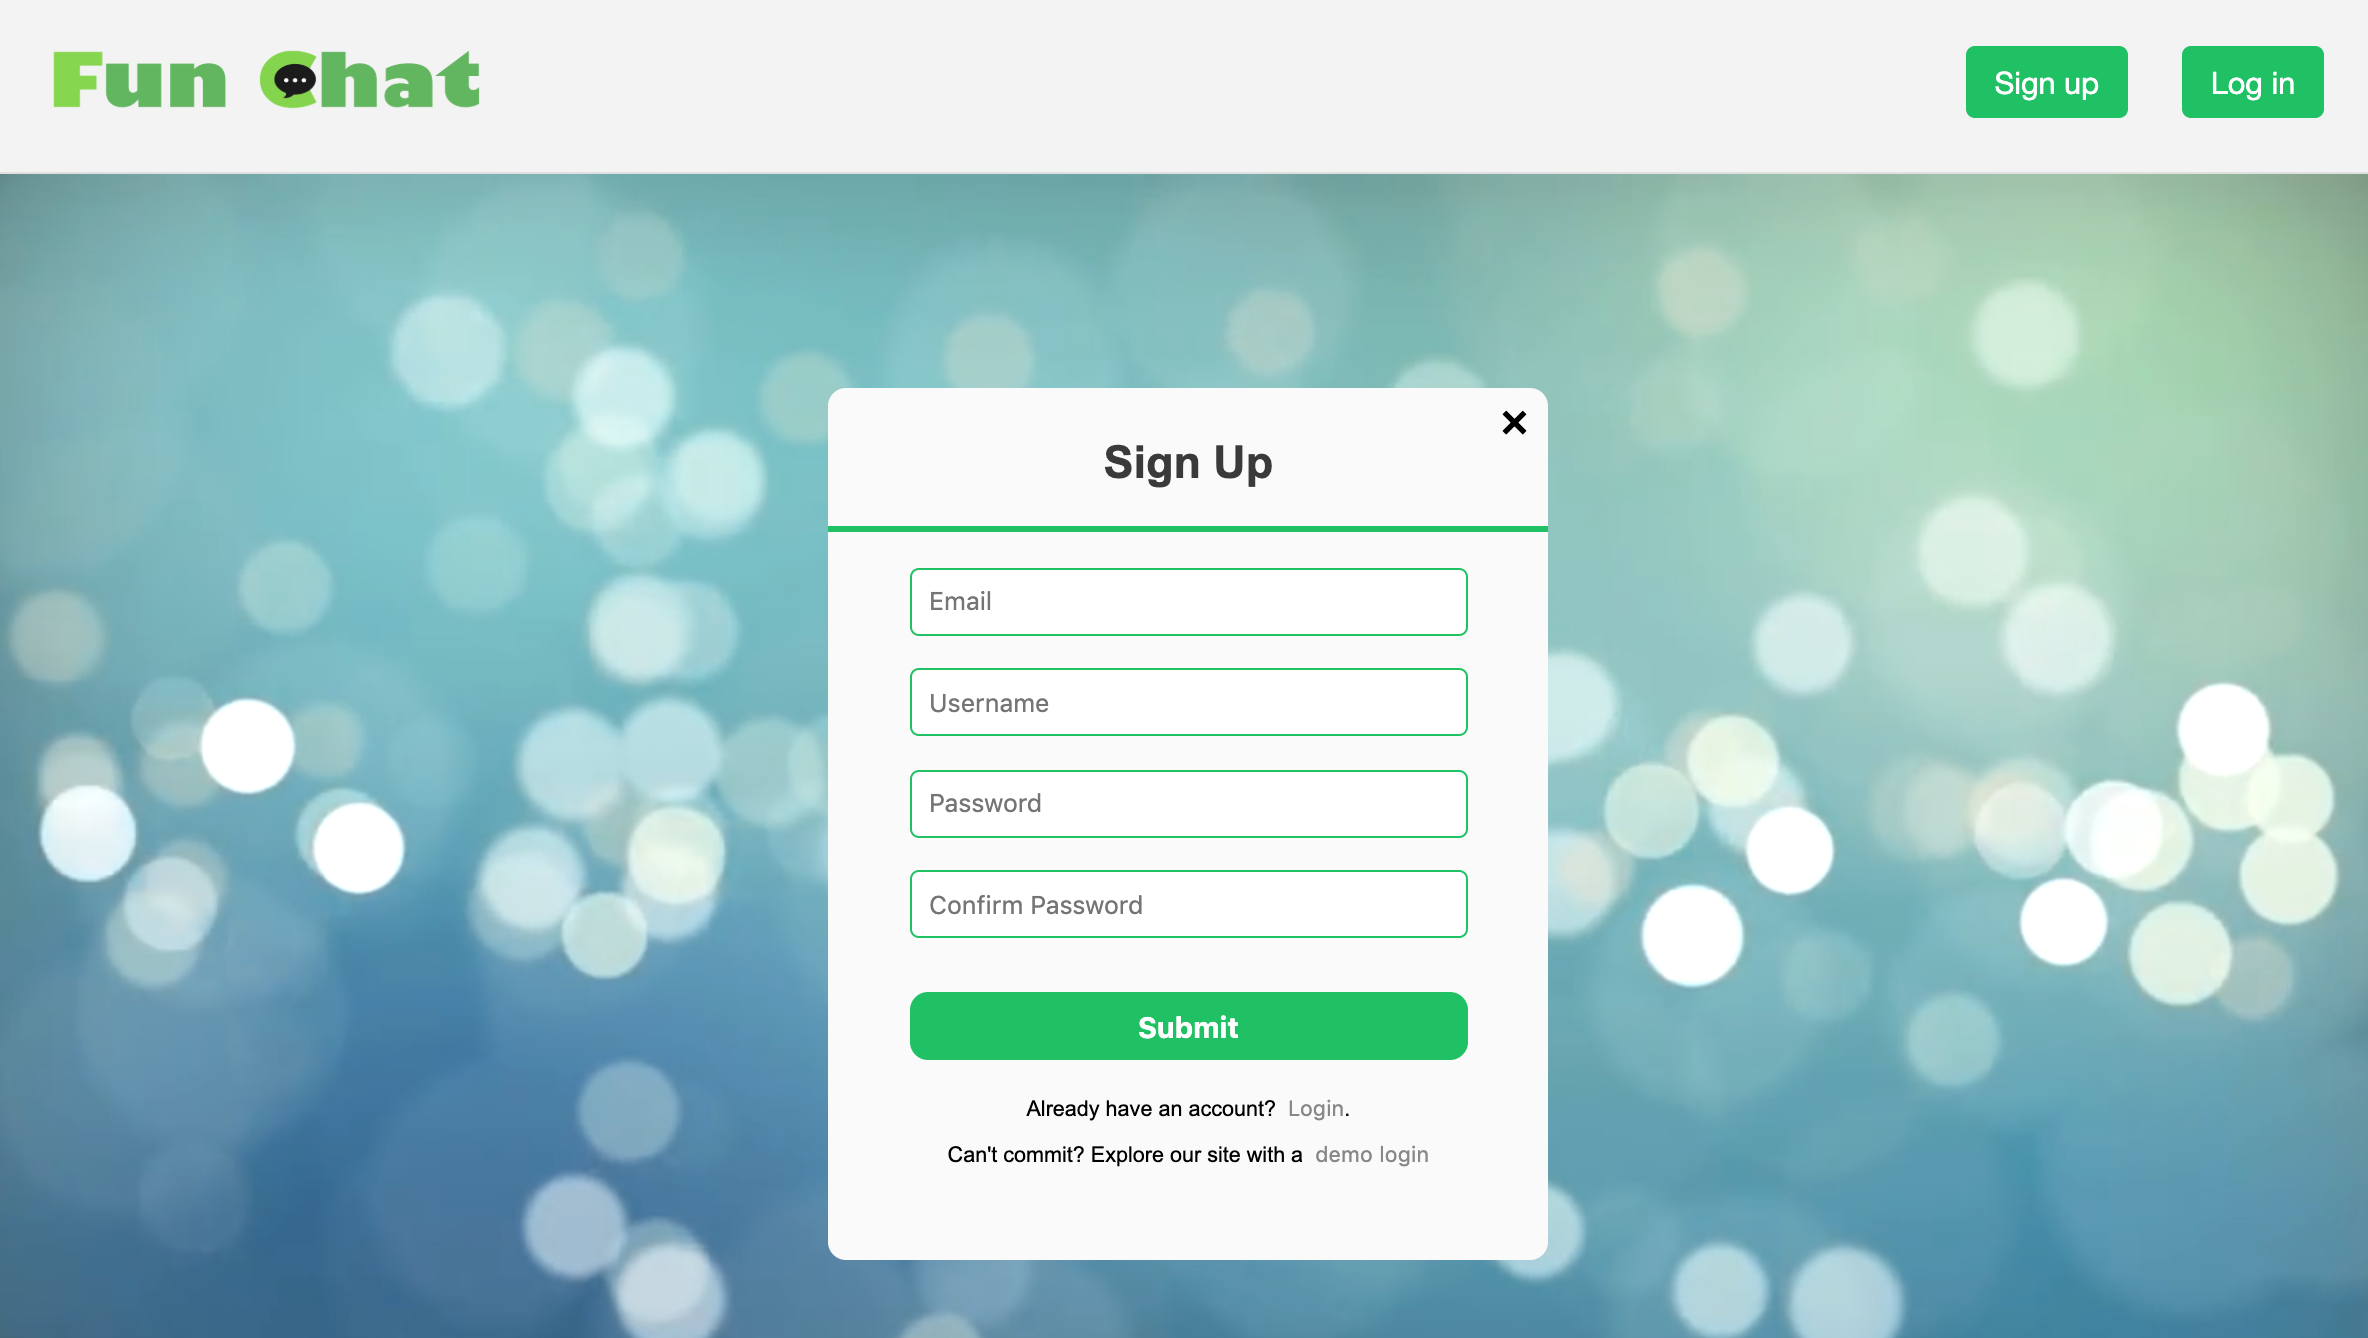 Fun Chat
Sign up
Log in
Sign Up
Email
Username
Password
Confirm Password
Submit
Already have an account? Login.
Can't commit? Explore our site with a demo login